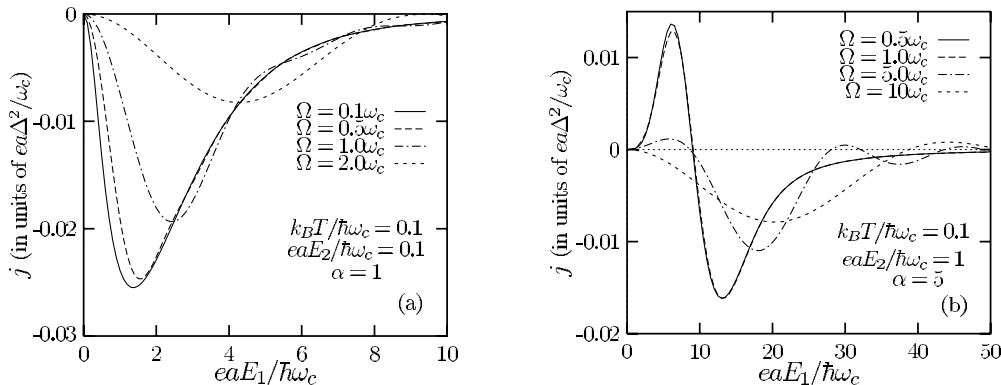 0
-0.01
-0.02
-0.03
j (in units of eaΔ²/ω_c)
(a)
Ω = 0.1ω_c
Ω = 0.5ω_c
Ω = 1.0ω_c
Ω = 2.0ω_c
k_BT/ħω_c = 0.1
eaE_2/ħω_c = 0.1
α = 1
0 2 4 6 8 10
eaE_1/ħω_c
0.01
0
-0.01
-0.02
j (in units of eaΔ²/ω_c)
Ω = 0.5ω_c
Ω = 1.0ω_c
Ω = 5.0ω_c
Ω = 10ω_c
k_BT/ħω_c = 0.1
eaE_2/ħω_c = 1
α = 5
(b)
0 10 20 30 40 50
eaE_1/ħω_c